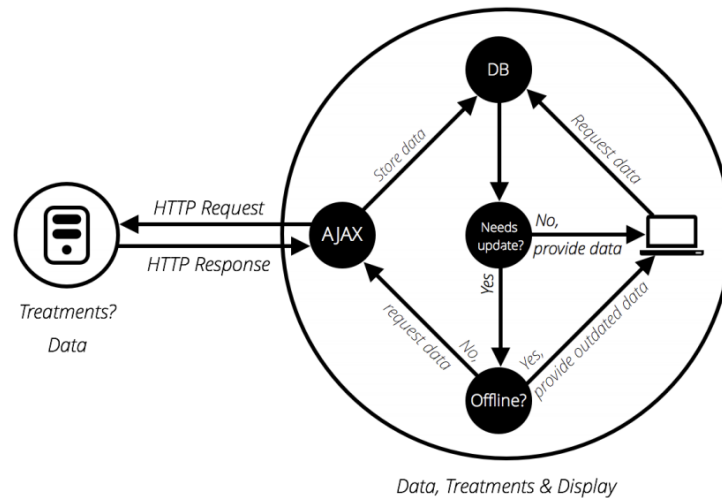 DB
Store data
Request data
HTTP Request
AJAX
Needs
update?
No,
provide data
HTTP Response
Treatments?
Data
Yes
No,
request data
Yes,
provide outdated data
Offline?
Data, Treatments & Display